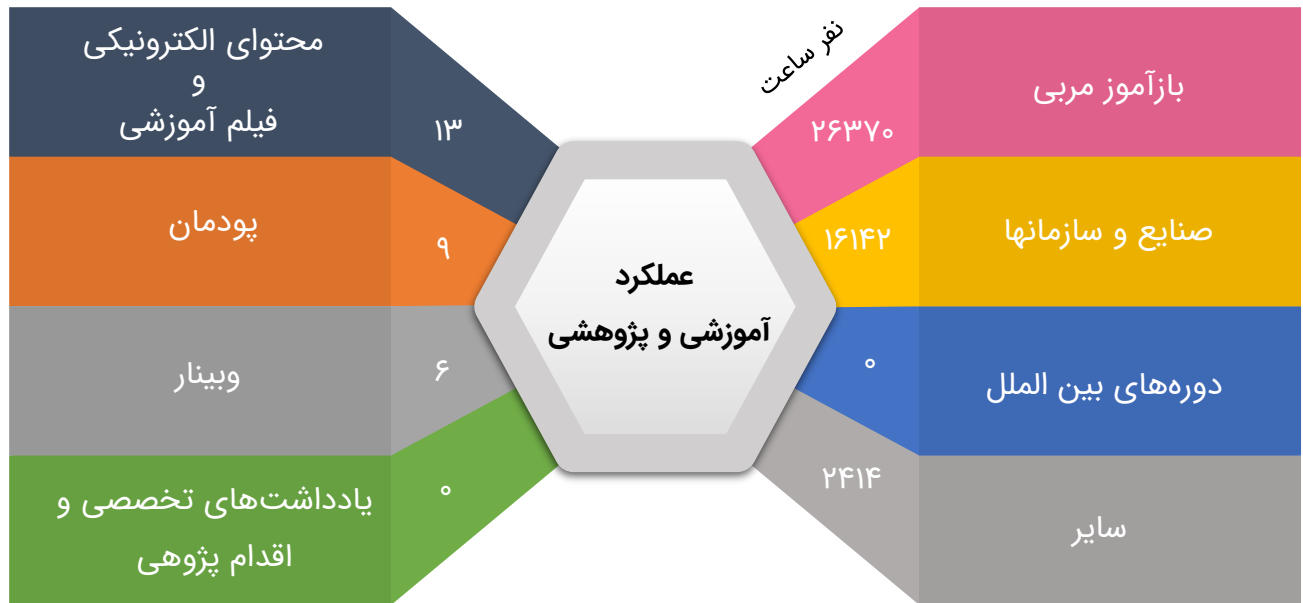 نفر ساعت
بازآموز مربی
۲۶۳۷۰
صنایع و سازمانها
۱۶۱۴۲
دوره‌های بین الملل
۰
سایر
۲۴۱۴
عملکرد
آموزشی و پژوهشی
محتوای الکترونیکی
و
فیلم آموزشی
۱۳
پودمان
۹
وبینار
۶
یادداشت‌های تخصصی و
اقدام پژوهی
۰